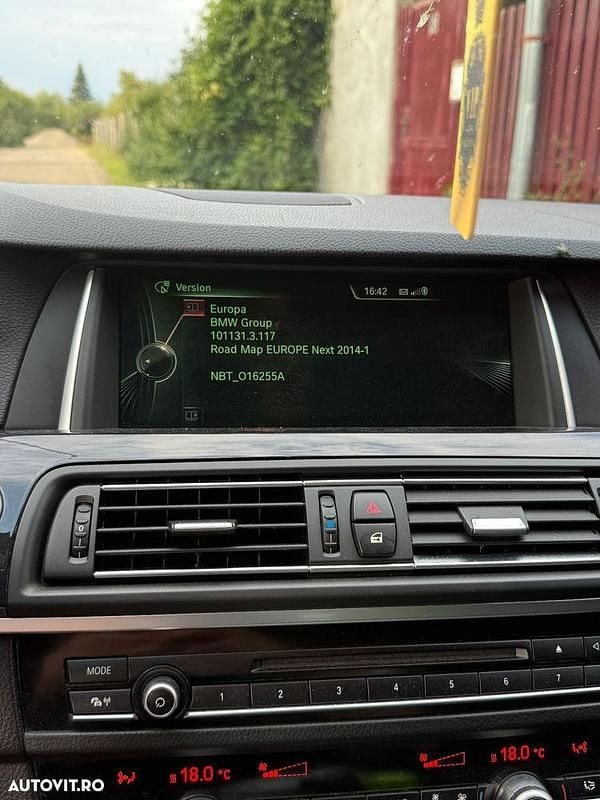 Version
16:42
Europa
BMW Group
101131.3.117
Road Map EUROPE Next 2014-1
NBT_O16255A
0
MODE
1 2 3 4 5 6 7
18.0 °C
18.0 °C
AUTOVIT.RO